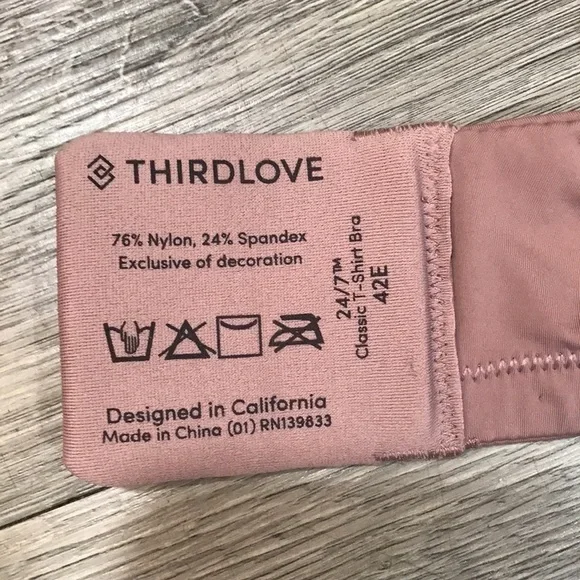 THIRDLOVE
76% Nylon, 24% Spandex
Exclusive of decoration
24/7™
Classic T-Shirt Bra
42E
Designed in California
Made in China (01) RN139833